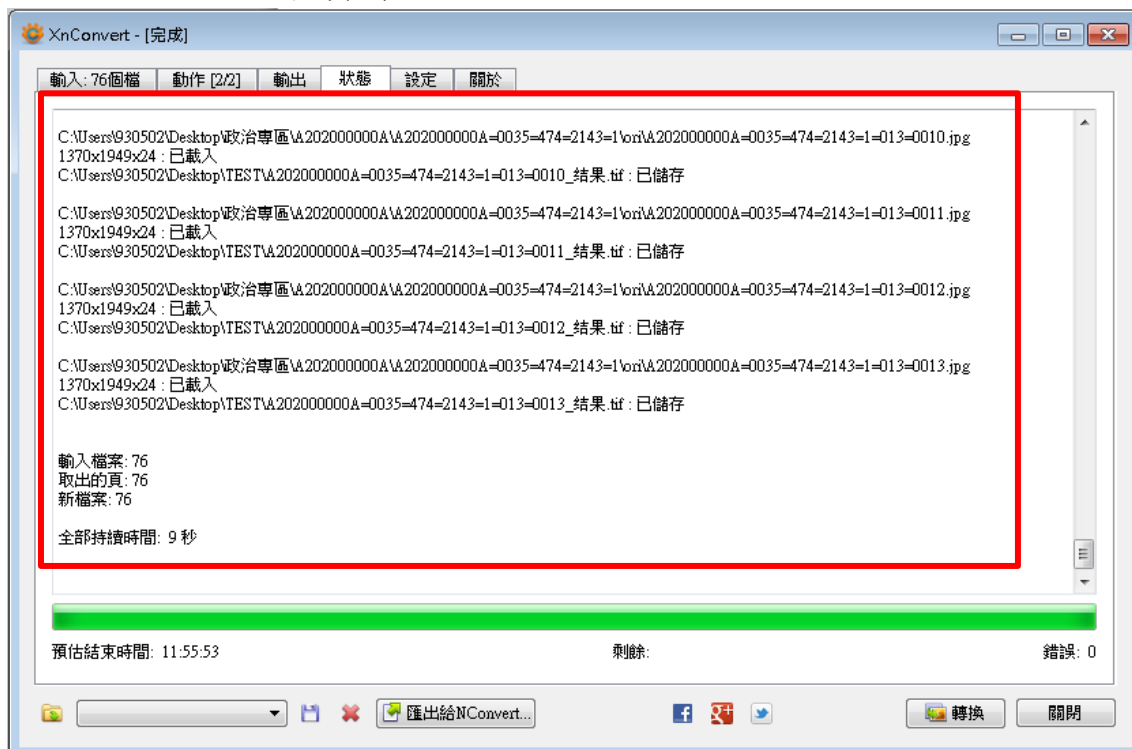 XnConvert - [完成]
輸入: 76個檔 動作 [2/2] 輸出 狀態 設定 關於
C:\Users\930502\Desktop\政治專區\A202000000A\A202000000A=0035=474=2143=1\ori\A202000000A=0035=474=2143=1=013=0010.jpg
1370x1949x24 : 已載入
C:\Users\930502\Desktop\TEST\A202000000A=0035=474=2143=1=013=0010_结果.tif : 已儲存
C:\Users\930502\Desktop\政治專區\A202000000A\A202000000A=0035=474=2143=1\ori\A202000000A=0035=474=2143=1=013=0011.jpg
1370x1949x24 : 已載入
C:\Users\930502\Desktop\TEST\A202000000A=0035=474=2143=1=013=0011_结果.tif : 已儲存
C:\Users\930502\Desktop\政治專區\A202000000A\A202000000A=0035=474=2143=1\ori\A202000000A=0035=474=2143=1=013=0012.jpg
1370x1949x24 : 已載入
C:\Users\930502\Desktop\TEST\A202000000A=0035=474=2143=1=013=0012_结果.tif : 已儲存
C:\Users\930502\Desktop\政治專區\A202000000A\A202000000A=0035=474=2143=1\ori\A202000000A=0035=474=2143=1=013=0013.jpg
1370x1949x24 : 已載入
C:\Users\930502\Desktop\TEST\A202000000A=0035=474=2143=1=013=0013_结果.tif : 已儲存
輸入檔案: 76
取出的頁: 76
新檔案: 76
全部持續時間: 9 秒
預估結束時間: 11:55:53 剩餘: 錯誤: 0
匯出給NConvert... 轉換 關閉